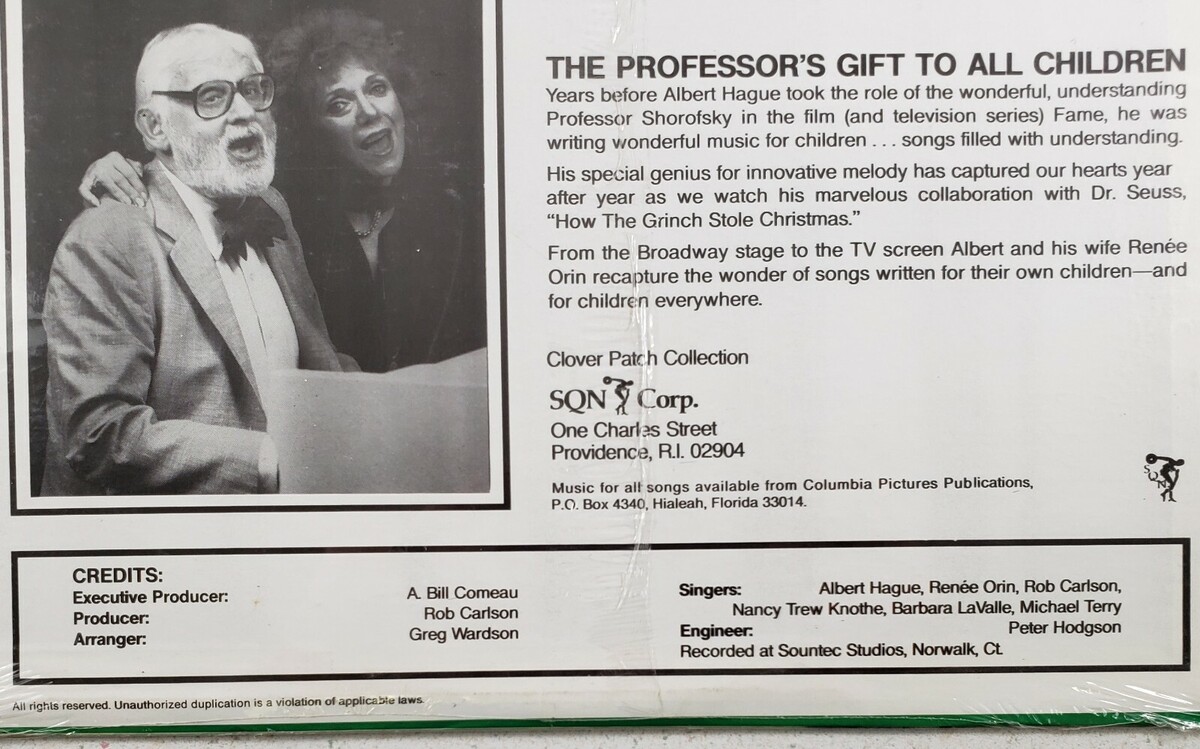 THE PROFESSOR'S GIFT TO ALL CHILDREN
Years before Albert Hague took the role of the wonderful, understanding
Professor Shorofsky in the film (and television series) Fame, he was
writing wonderful music for children . . . songs filled with understanding.
His special genius for innovative melody has captured our hearts year
after year as we watch his marvelous collaboration with Dr. Seuss,
“How The Grinch Stole Christmas.”
From the Broadway stage to the TV screen Albert and his wife Renée
Orin recapture the wonder of songs written for their own children—and
for children everywhere.
Clover Patch Collection
SQN Corp.
One Charles Street
Providence, R.I. 02904
SQN
Music for all songs available from Columbia Pictures Publications,
P.O. Box 4340, Hialeah, Florida 33014.
CREDITS:
Executive Producer: A. Bill Comeau
Producer: Rob Carlson
Arranger: Greg Wardson
Singers: Albert Hague, Renée Orin, Rob Carlson,
Nancy Trew Knothe, Barbara LaValle, Michael Terry
Engineer: Peter Hodgson
Recorded at Sountec Studios, Norwalk, Ct.
All rights reserved. Unauthorized duplication is a violation of applicable laws.